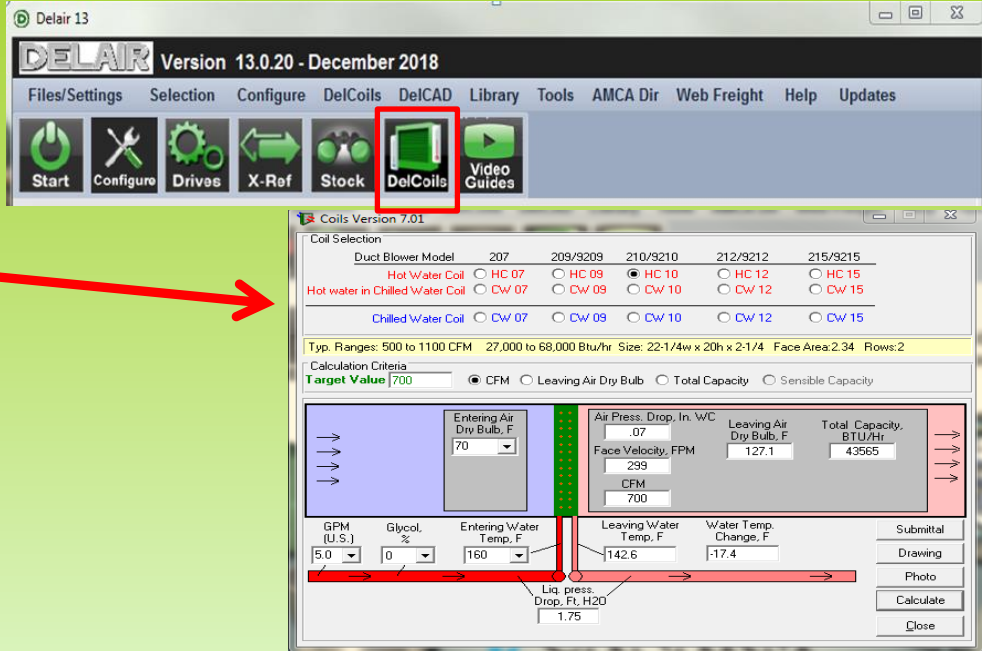 Delair 13
DELAIR Version 13.0.20 - December 2018
Files/Settings Selection Configure DelCoils DelCAD Library Tools AMCA Dir Web Freight Help Updates
Start Configure Drives X-Ref Stock DelCoils Video Guides
Coils Version 7.01
Coil Selection
Duct Blower Model 207 209/9209 210/9210 212/9212 215/9215
Hot Water Coil HC 07 HC 09 HC 10 HC 12 HC 15
Hot water in Chilled Water Coil CW 07 CW 09 CW 10 CW 12 CW 15
Chilled Water Coil CW 07 CW 09 CW 10 CW 12 CW 15
Typ. Ranges: 500 to 1100 CFM 27,000 to 68,000 Btu/hr Size: 22-1/4w x 20h x 2-1/4 Face Area:2.34 Rows:2
Calculation Criteria
Target Value 700 CFM Leaving Air Dry Bulb Total Capacity Sensible Capacity
Entering Air
Dry Bulb, F
70
Air Press. Drop, In. WC
.07
Face Velocity, FPM
299
CFM
700
Leaving Air
Dry Bulb, F
127.1
Total Capacity,
BTU/Hr
43565
GPM
(U.S.)
5.0
Glycol,
%
0
Entering Water
Temp, F
160
Leaving Water
Temp, F
142.6
Water Temp.
Change, F
-17.4
Liq. press.
Drop, Ft, H2O
1.75
Submittal
Drawing
Photo
Calculate
Close